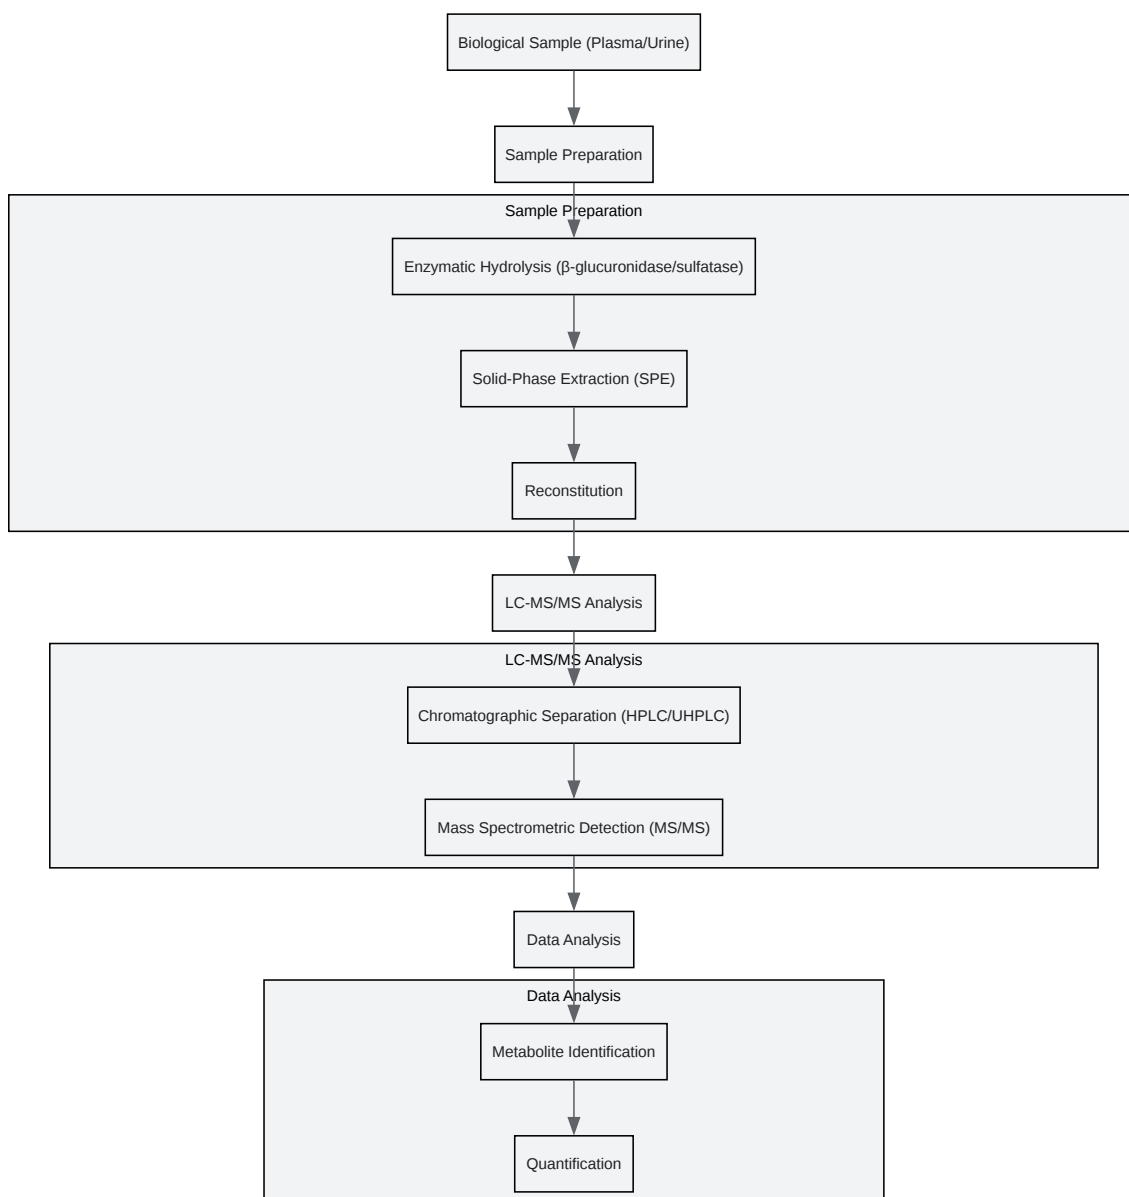 Biological Sample (Plasma/Urine)
Sample Preparation
Sample Preparation
Enzymatic Hydrolysis (β-glucuronidase/sulfatase)
Solid-Phase Extraction (SPE)
Reconstitution
LC-MS/MS Analysis
LC-MS/MS Analysis
Chromatographic Separation (HPLC/UHPLC)
Mass Spectrometric Detection (MS/MS)
Data Analysis
Data Analysis
Metabolite Identification
Quantification